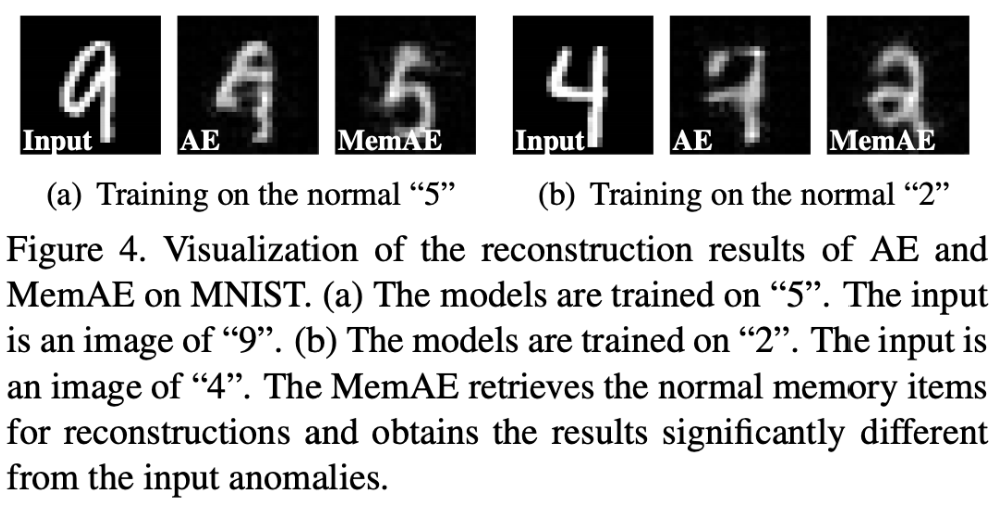 Input AE MemAE Input AE MemAE
(a) Training on the normal “5” (b) Training on the normal “2”
Figure 4. Visualization of the reconstruction results of AE and
MemAE on MNIST. (a) The models are trained on “5”. The input
is an image of “9”. (b) The models are trained on “2”. The input is
an image of “4”. The MemAE retrieves the normal memory items
for reconstructions and obtains the results significantly different
from the input anomalies.